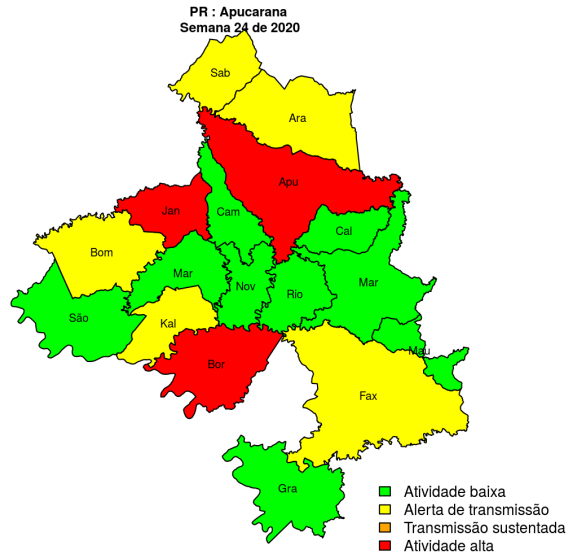 PR : Apucarana
Semana 24 de 2020
Sab
Ara
Apu
Jan
Cam
Cal
Bom
Mar
Nov
Rio
Mar
São
Kal
Mau
Bor
Fax
Gra
Atividade baixa
Alerta de transmissão
Transmissão sustentada
Atividade alta